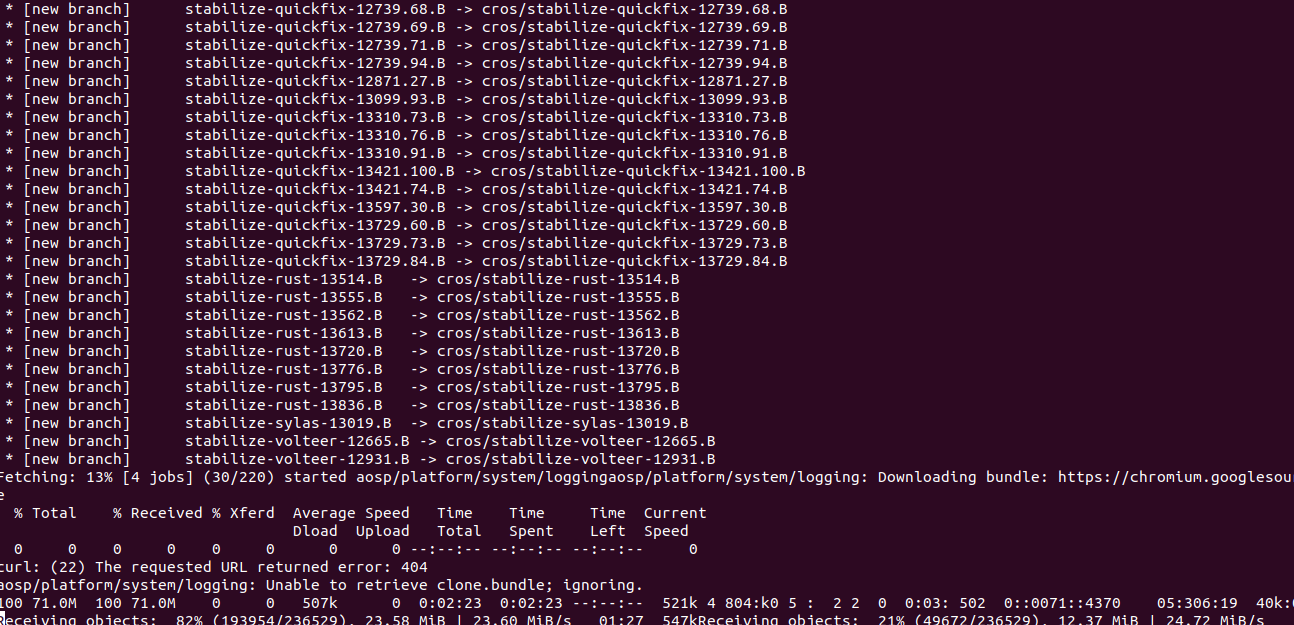 * [new branch]      stabilize-quickfix-12739.68.B -> cros/stabilize-quickfix-12739.68.B
* [new branch]      stabilize-quickfix-12739.69.B -> cros/stabilize-quickfix-12739.69.B
* [new branch]      stabilize-quickfix-12739.71.B -> cros/stabilize-quickfix-12739.71.B
* [new branch]      stabilize-quickfix-12739.94.B -> cros/stabilize-quickfix-12739.94.B
* [new branch]      stabilize-quickfix-12871.27.B -> cros/stabilize-quickfix-12871.27.B
* [new branch]      stabilize-quickfix-13099.93.B -> cros/stabilize-quickfix-13099.93.B
* [new branch]      stabilize-quickfix-13310.73.B -> cros/stabilize-quickfix-13310.73.B
* [new branch]      stabilize-quickfix-13310.76.B -> cros/stabilize-quickfix-13310.76.B
* [new branch]      stabilize-quickfix-13310.91.B -> cros/stabilize-quickfix-13310.91.B
* [new branch]      stabilize-quickfix-13421.100.B -> cros/stabilize-quickfix-13421.100.B
* [new branch]      stabilize-quickfix-13421.74.B -> cros/stabilize-quickfix-13421.74.B
* [new branch]      stabilize-quickfix-13597.30.B -> cros/stabilize-quickfix-13597.30.B
* [new branch]      stabilize-quickfix-13729.60.B -> cros/stabilize-quickfix-13729.60.B
* [new branch]      stabilize-quickfix-13729.73.B -> cros/stabilize-quickfix-13729.73.B
* [new branch]      stabilize-quickfix-13729.84.B -> cros/stabilize-quickfix-13729.84.B
* [new branch]      stabilize-rust-13514.B   -> cros/stabilize-rust-13514.B
* [new branch]      stabilize-rust-13555.B   -> cros/stabilize-rust-13555.B
* [new branch]      stabilize-rust-13562.B   -> cros/stabilize-rust-13562.B
* [new branch]      stabilize-rust-13613.B   -> cros/stabilize-rust-13613.B
* [new branch]      stabilize-rust-13720.B   -> cros/stabilize-rust-13720.B
* [new branch]      stabilize-rust-13776.B   -> cros/stabilize-rust-13776.B
* [new branch]      stabilize-rust-13795.B   -> cros/stabilize-rust-13795.B
* [new branch]      stabilize-rust-13836.B   -> cros/stabilize-rust-13836.B
* [new branch]      stabilize-sylas-13019.B  -> cros/stabilize-sylas-13019.B
* [new branch]      stabilize-volteer-12665.B -> cros/stabilize-volteer-12665.B
* [new branch]      stabilize-volteer-12931.B -> cros/stabilize-volteer-12931.B
Fetching: 13% [4 jobs] (30/220) started aosp/platform/system/loggingaosp/platform/system/logging: Downloading bundle: https://chromium.googlesour
e
  % Total    % Received % Xferd  Average Speed   Time    Time     Time  Current
                                 Dload  Upload   Total   Spent    Left  Speed
  0     0    0     0    0     0      0      0 --:--:-- --:--:-- --:--:--     0
curl: (22) The requested URL returned error: 404
aosp/platform/system/logging: Unable to retrieve clone.bundle; ignoring.
100 71.0M  100 71.0M    0     0   507k      0  0:02:23  0:02:23 --:--:--  521k 4 804:k0 5 :  2 2  0  0:03: 502  0::0071::4370    05:306:19  40k:
Receiving objects:  82% (193954/236529), 23.58 MiB | 23.60 MiB/s   01:27  547kReceiving objects:  21% (49672/236529), 12.37 MiB | 24.72 MiB/s